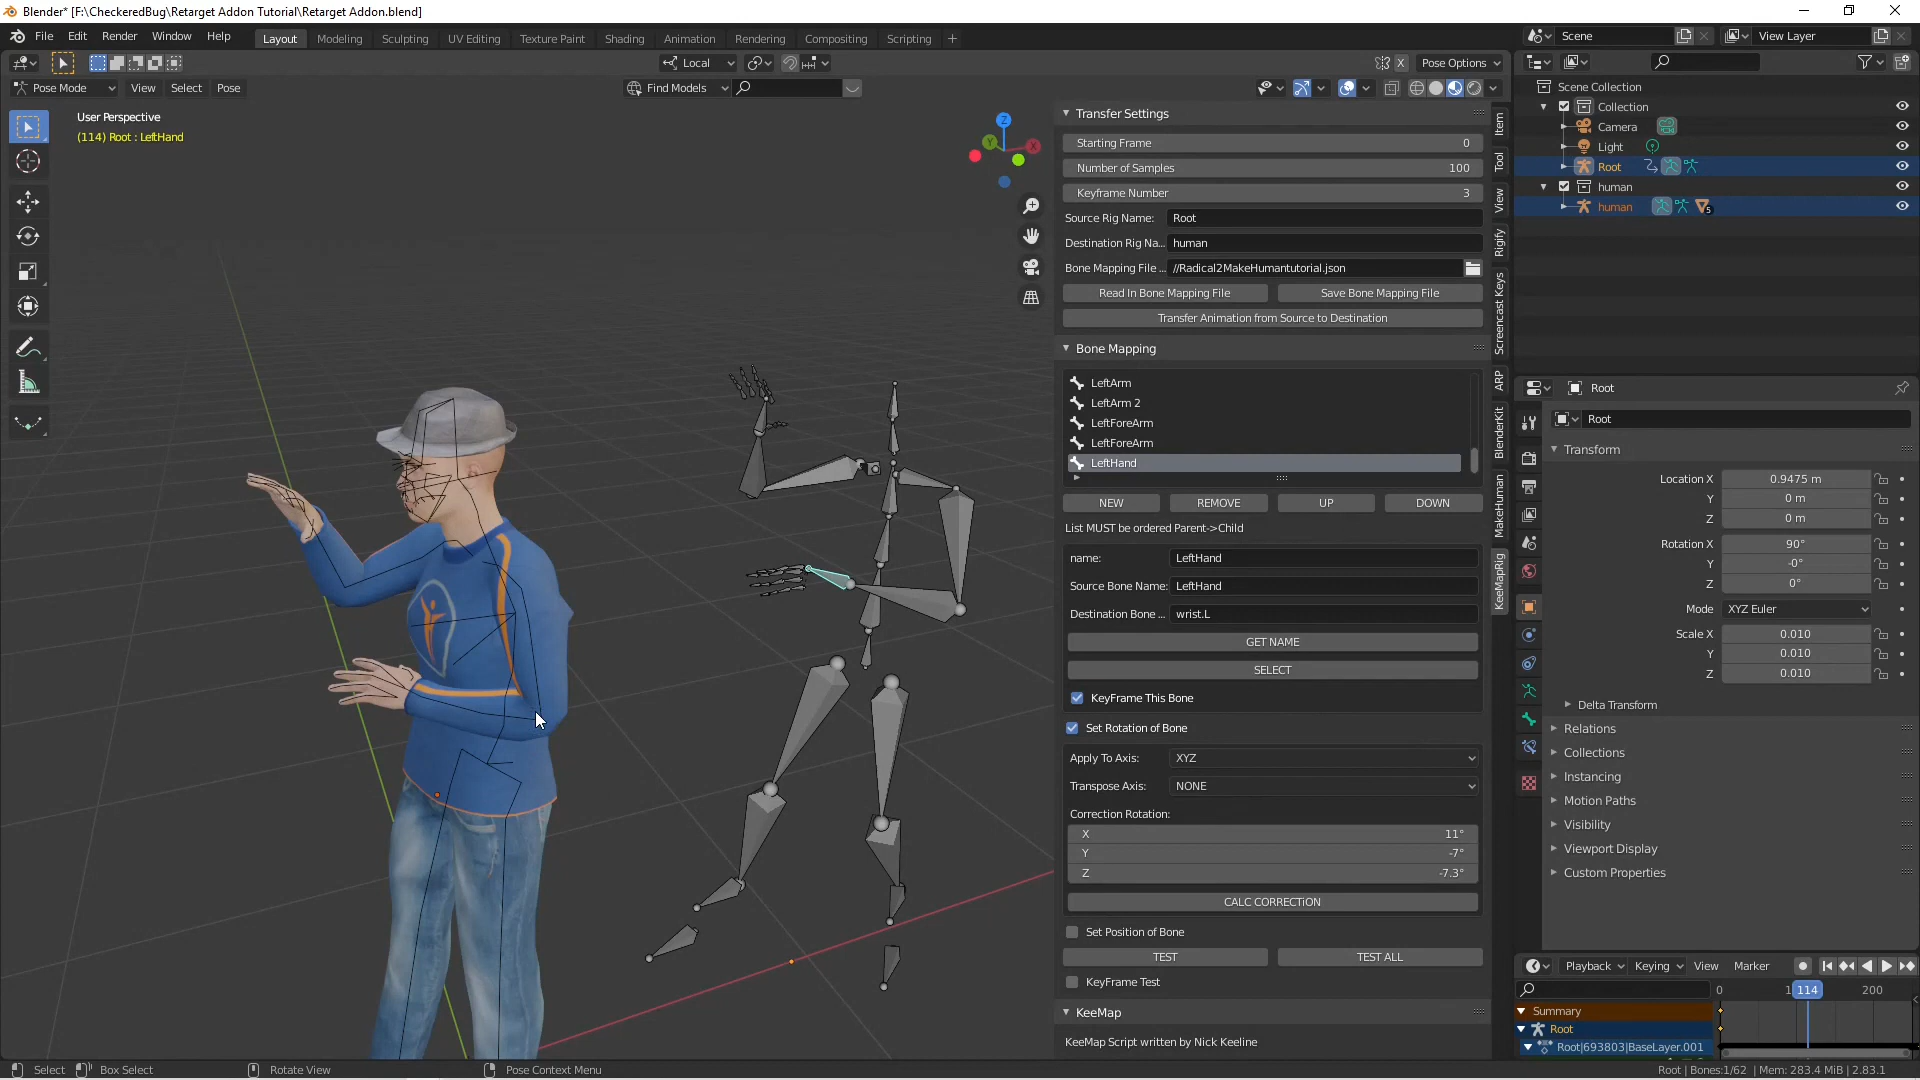 Blender* [F:\CheckeredBug\Retarget Addon Tutorial\Retarget Addon.blend]
File Edit Render Window Help
Layout Modeling Sculpting UV Editing Texture Paint Shading Animation Rendering Compositing Scripting +
Scene
View Layer
Local
X
Pose Options
Pose Mode View Select Pose
Find Models
User Perspective
(114) Root : LeftHand
Z
Y
X
Transfer Settings
Starting Frame 0
Number of Samples 100
Keyframe Number 3
Source Rig Name: Root
Destination Rig Na... human
Bone Mapping File ... //Radical2MakeHumantutorial.json
Read In Bone Mapping File
Save Bone Mapping File
Transfer Animation from Source to Destination
Bone Mapping
LeftArm
LeftArm 2
LeftForeArm
LeftForeArm
LeftHand
NEW REMOVE UP DOWN
List MUST be ordered Parent->Child
name: LeftHand
Source Bone Name: LeftHand
Destination Bone ... wrist.L
GET NAME
SELECT
KeyFrame This Bone
Set Rotation of Bone
Apply To Axis: XYZ
Transpose Axis: NONE
Correction Rotation:
X 11°
Y -7°
Z -7.3°
CALC CORRECTiON
Set Position of Bone
TEST TEST ALL
KeyFrame Test
KeeMap
KeeMap Script written by Nick Keeline
Item
Tool
View
Rigify
Screencast Keys
ARP
BlenderKit
MakeHuman
KeeMapRig
Scene Collection
Collection
Camera
Light
Root
human
human 5
Root
Root
Transform
Location X 0.9475 m
Y 0 m
Z 0 m
Rotation X 90°
Y -0°
Z 0°
Mode XYZ Euler
Scale X 0.010
Y 0.010
Z 0.010
Delta Transform
Relations
Collections
Instancing
Motion Paths
Visibility
Viewport Display
Custom Properties
Playback Keying View Marker
0 1 114 200
Summary
Root
Root|693803|BaseLayer.001
Select Box Select Rotate View Pose Context Menu
Root | Bones:1/62 | Mem: 283.4 MiB | 2.83.1